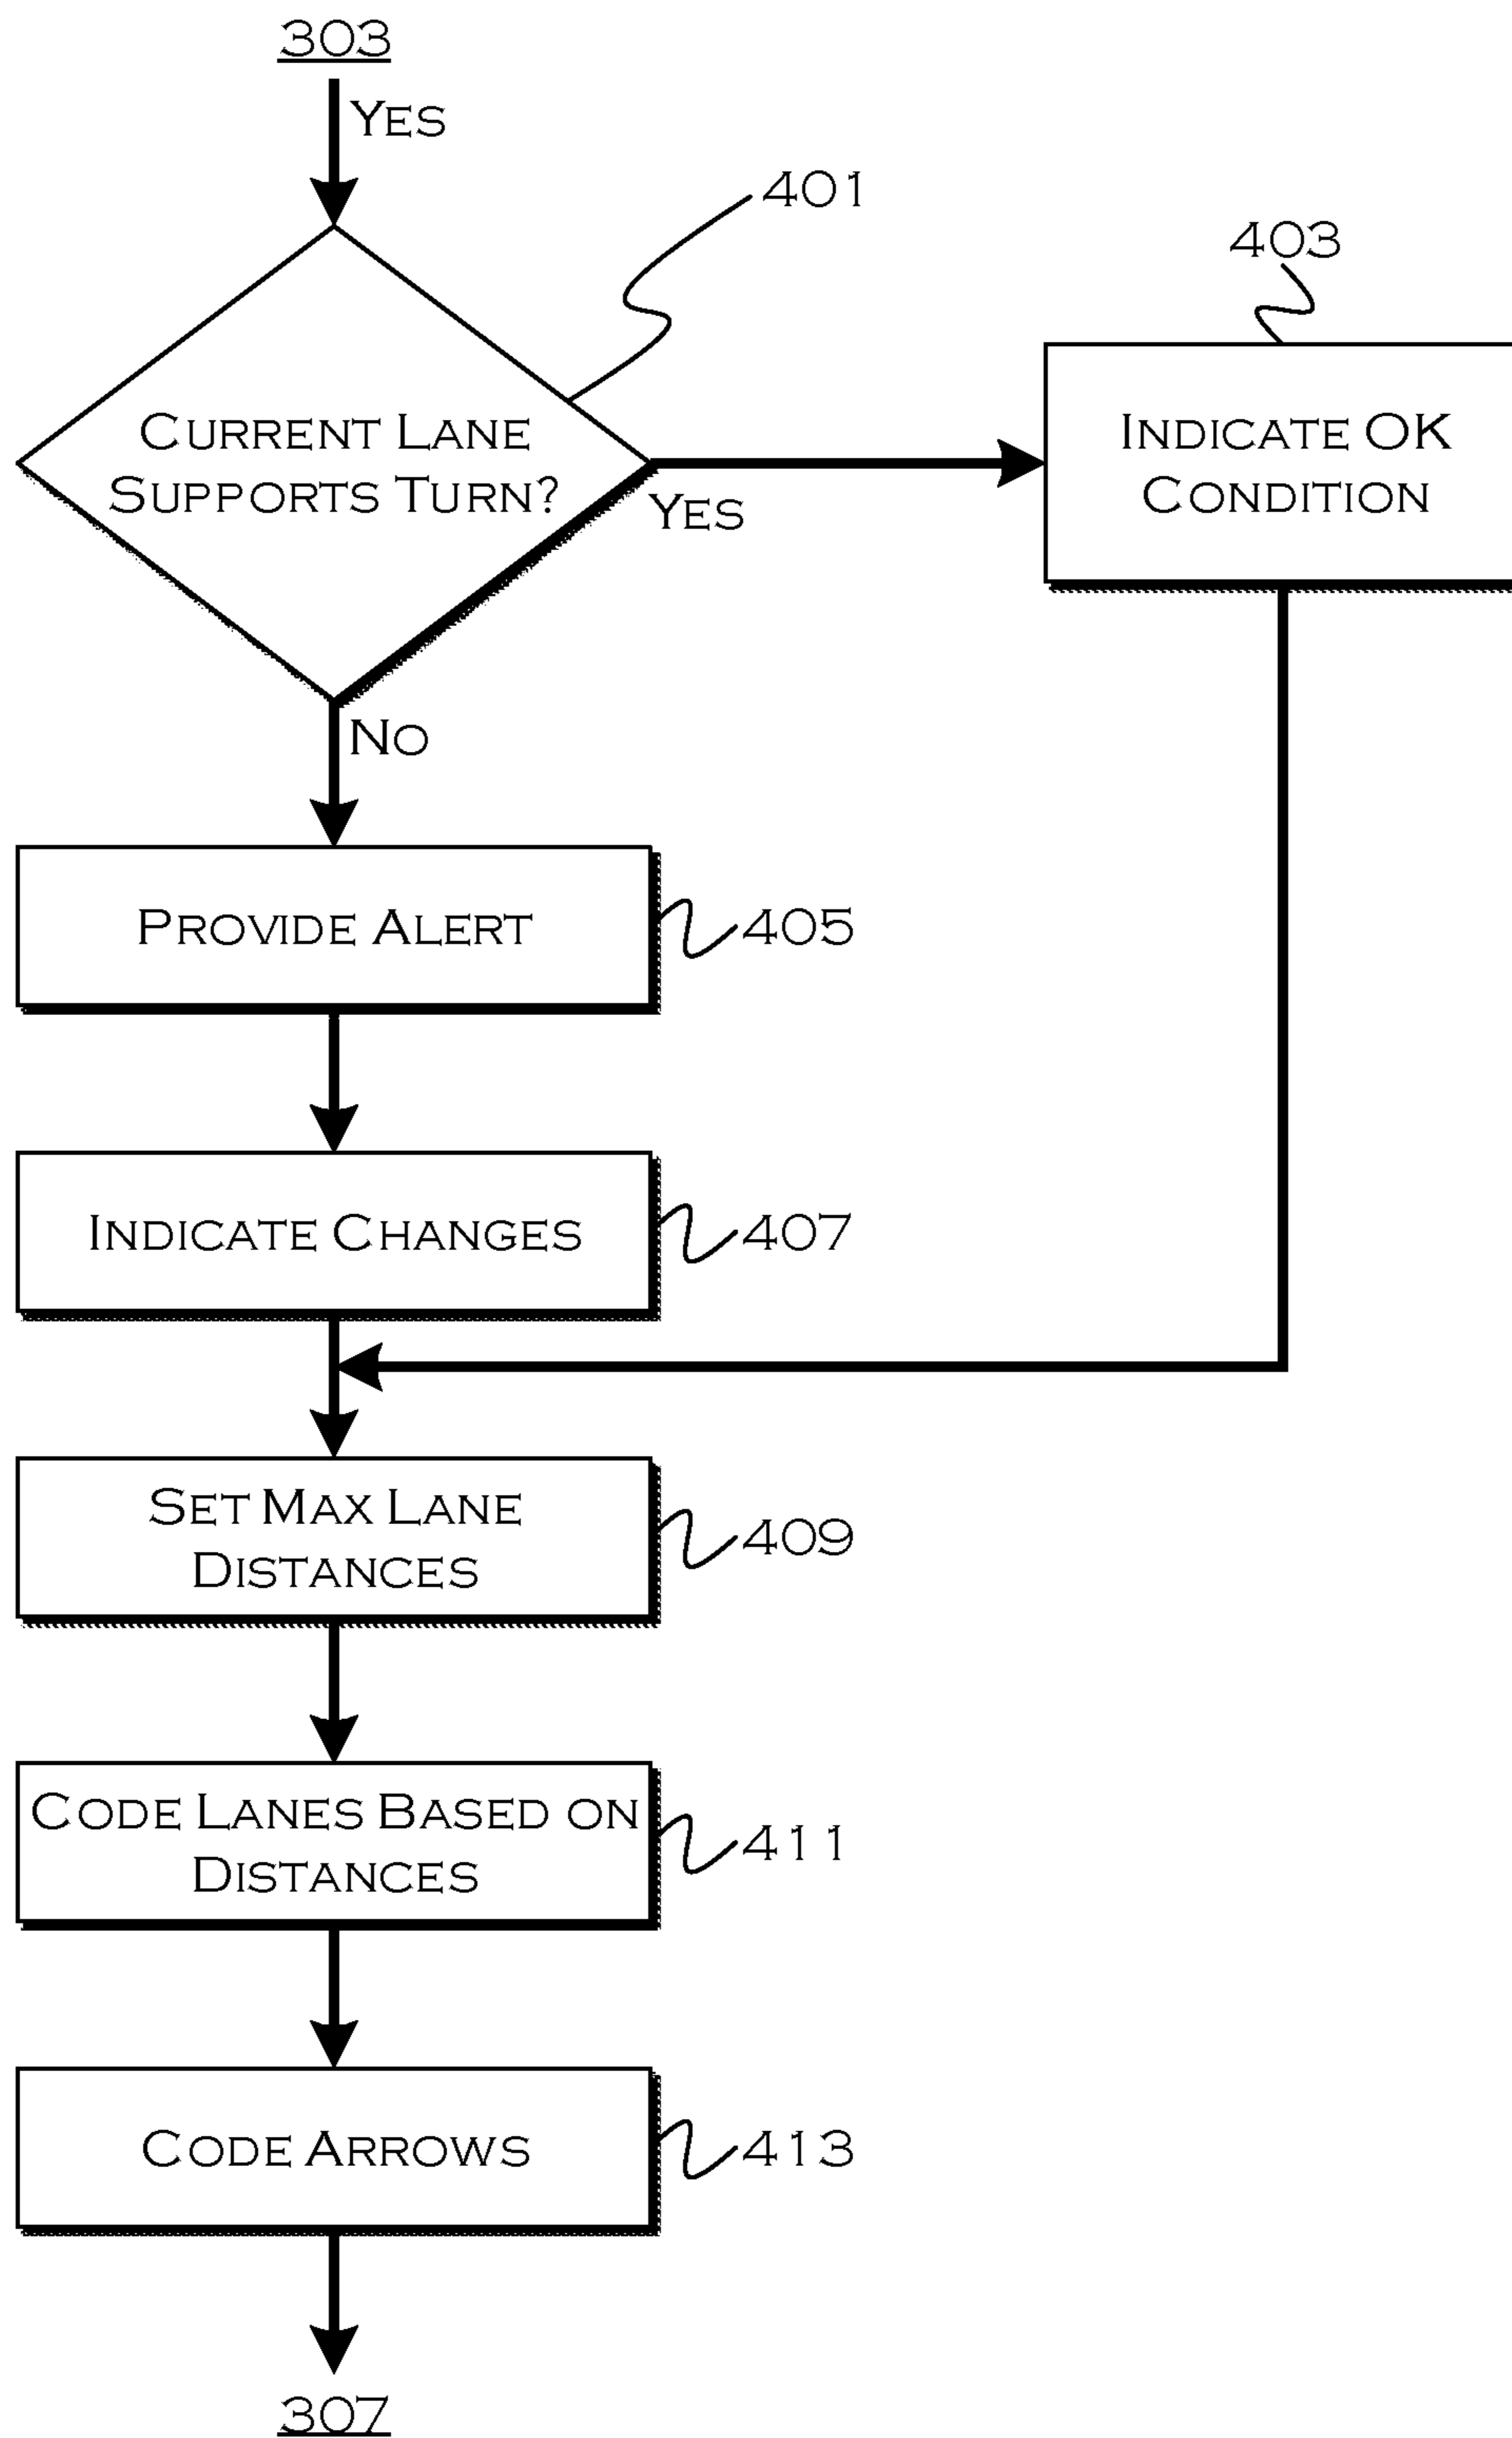 303
YES
401
403
CURRENT LANE
SUPPORTS TURN?
INDICATE OK
CONDITION
YES
NO
PROVIDE ALERT
405
INDICATE CHANGES
407
SET MAX LANE
DISTANCES
409
CODE LANES BASED ON
DISTANCES
411
CODE ARROWS
413
307